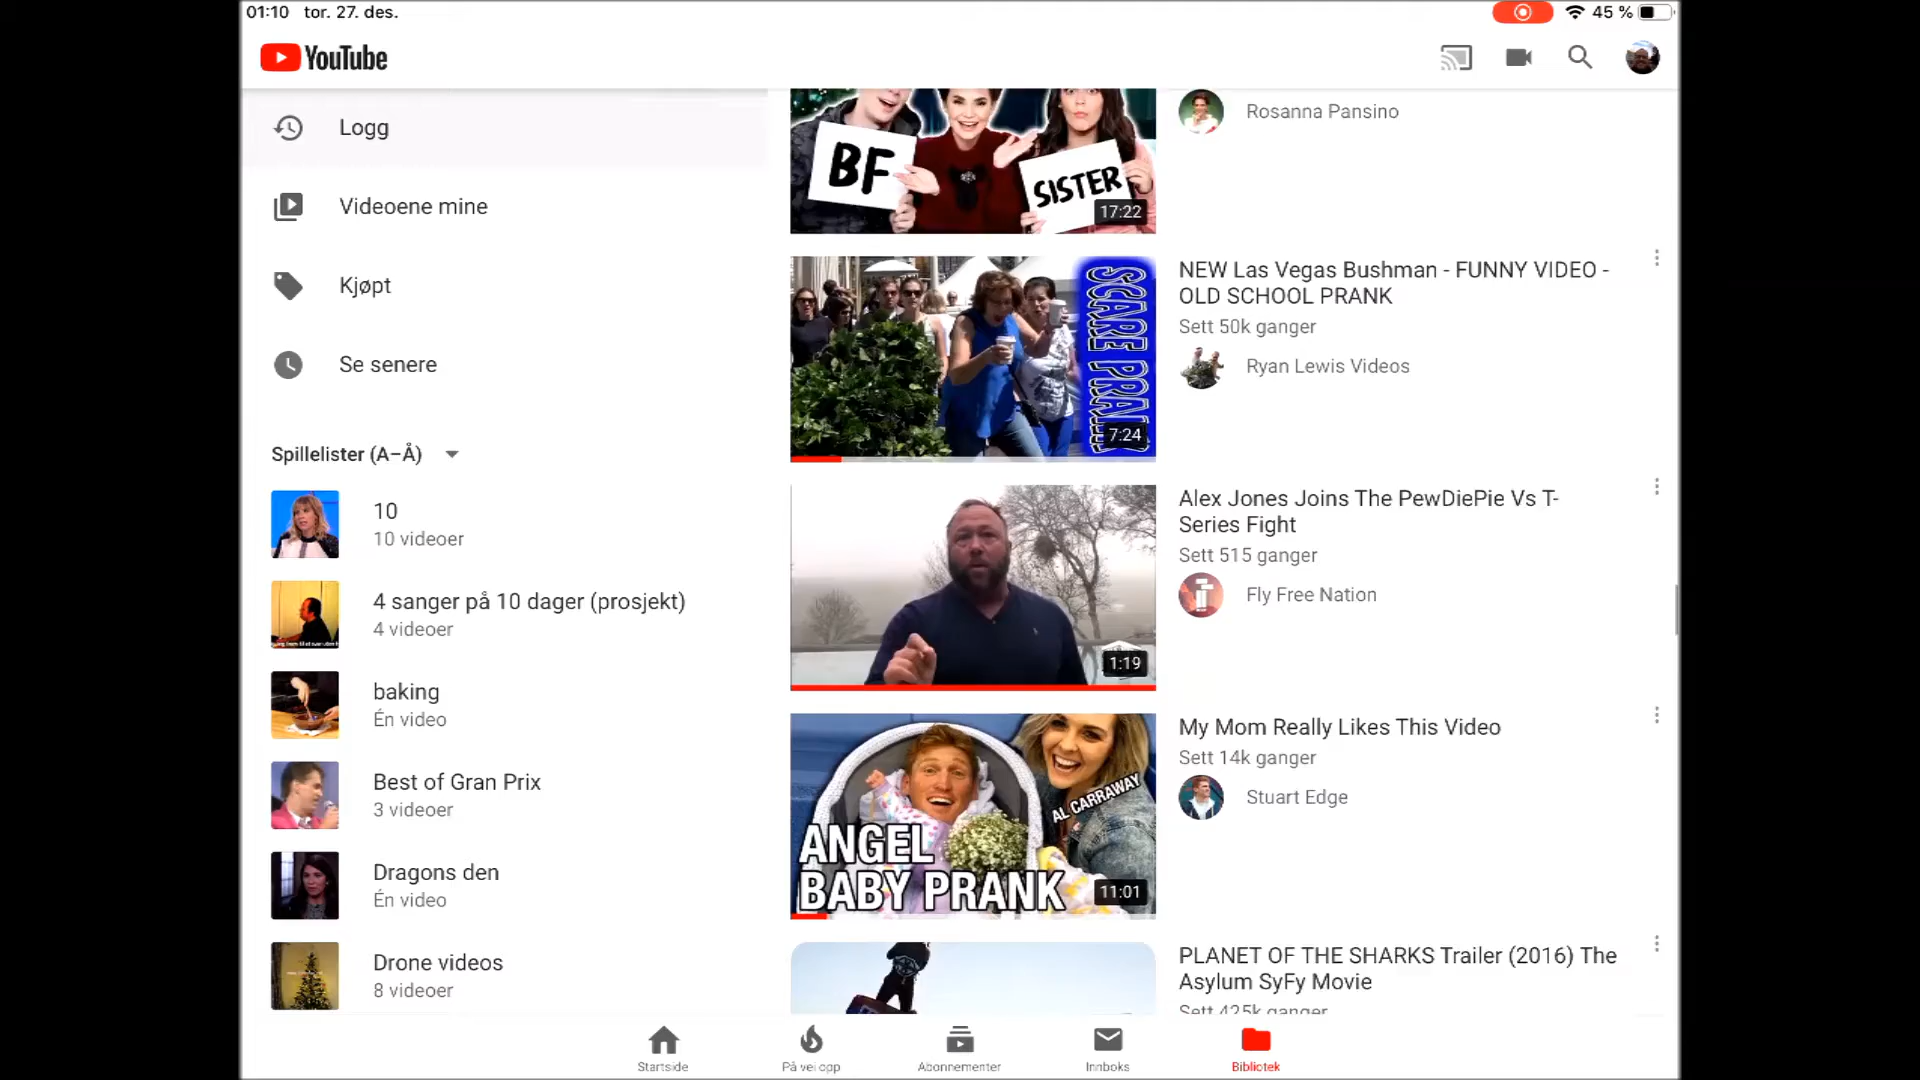 01:10 tor. 27. des.
45 %
YouTube
Logg
Videoene mine
Kjøpt
Se senere
Spillelister (A–Å)
10
10 videoer
4 sanger på 10 dager (prosjekt)
4 videoer
baking
Én video
Best of Gran Prix
3 videoer
Dragons den
Én video
Drone videos
8 videoer
BF
SISTER
17:22
Rosanna Pansino
SCARE PRANK
7:24
NEW Las Vegas Bushman - FUNNY VIDEO -
OLD SCHOOL PRANK
Sett 50k ganger
Ryan Lewis Videos
1:19
Alex Jones Joins The PewDiePie Vs T-
Series Fight
Sett 515 ganger
Fly Free Nation
AL CARRAWAY
ANGEL
BABY PRANK
11:01
My Mom Really Likes This Video
Sett 14k ganger
Stuart Edge
PLANET OF THE SHARKS Trailer (2016) The
Asylum SyFy Movie
Sett 425k ganger
Startside
På vei opp
Abonnementer
Innboks
Bibliotek